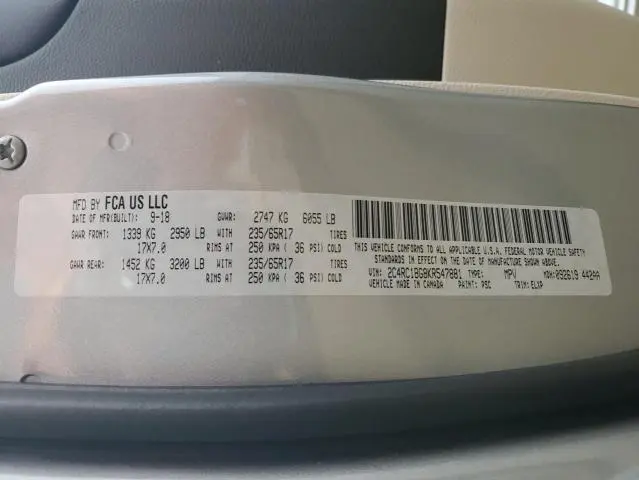 MFD BY FCA US LLC
DATE OF MFR(BUILT): 9-18 GVWR: 2747 KG 6055 LB
GAWR FRONT: 1339 KG 2950 LB WITH 235/65R17 TIRES
17X7.0 RIMS AT 250 KPA ( 36 PSI) COLD
GAWR REAR: 1452 KG 3200 LB WITH 235/65R17 TIRES
17X7.0 RIMS AT 250 KPA ( 36 PSI) COLD
THIS VEHICLE CONFORMS TO ALL APPLICABLE U.S.A. FEDERAL MOTOR VEHICLE SAFETY
STANDARDS IN EFFECT ON THE DATE OF MANUFACTURE SHOWN ABOVE.
VIN: 2C4RC1BG8KR547881 TYPE: MPV MDH:092619 442AA
VEHICLE MADE IN CANADA PAINT: PSC TRIM: ELXP